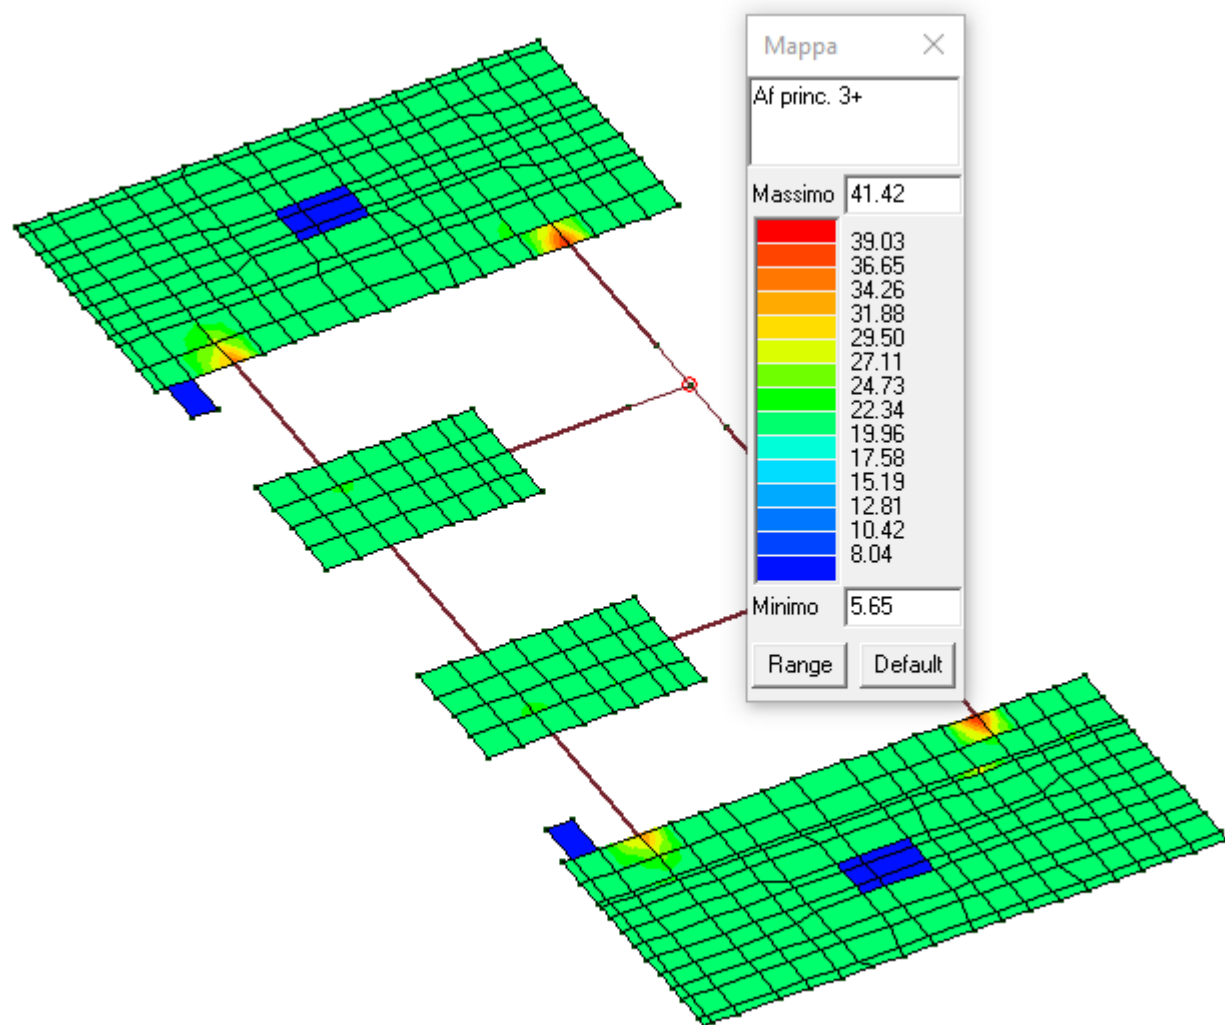 Mappa
Af princ. 3+
Massimo 41.42
39.03
36.65
34.26
31.88
29.50
27.11
24.73
22.34
19.96
17.58
15.19
12.81
10.42
8.04
Minimo 5.65
Range Default